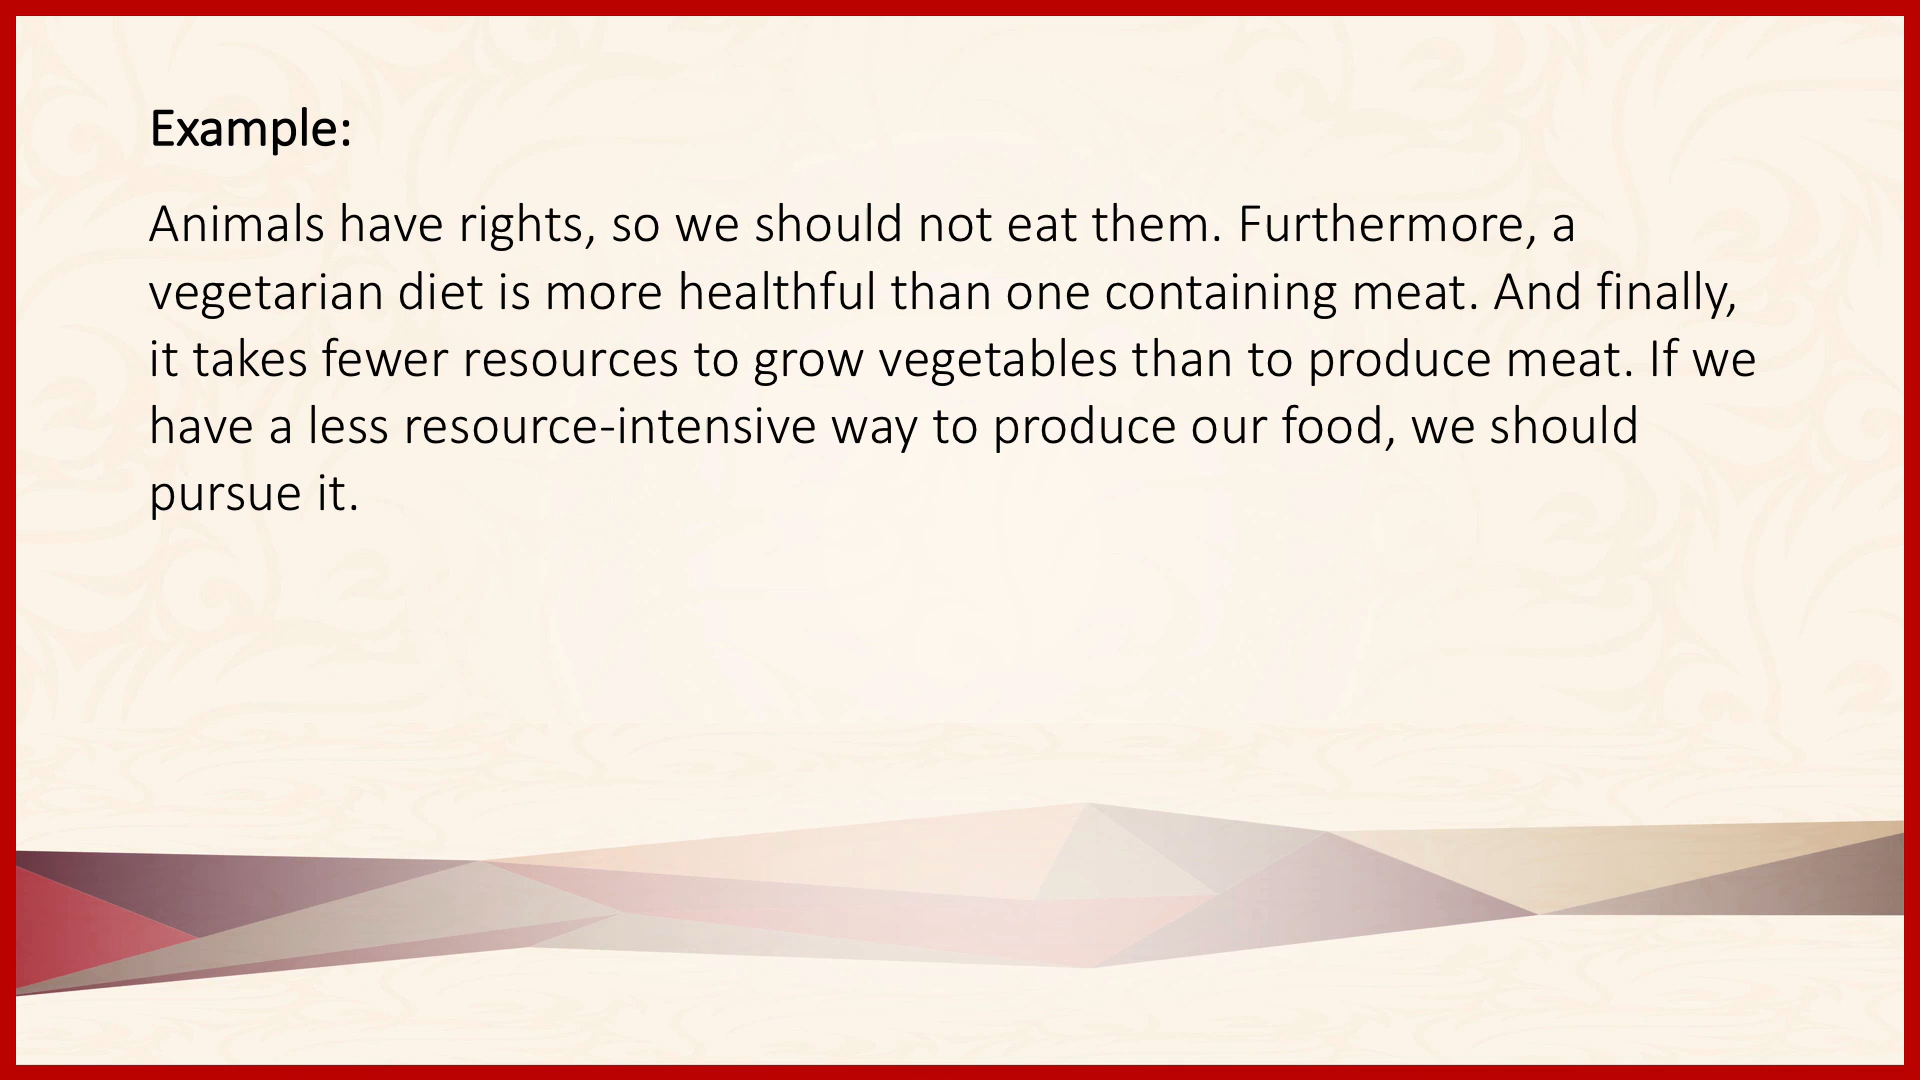 Example:
Animals have rights, so we should not eat them. Furthermore, a
vegetarian diet is more healthful than one containing meat. And finally,
it takes fewer resources to grow vegetables than to produce meat. If we
have a less resource-intensive way to produce our food, we should
pursue it.